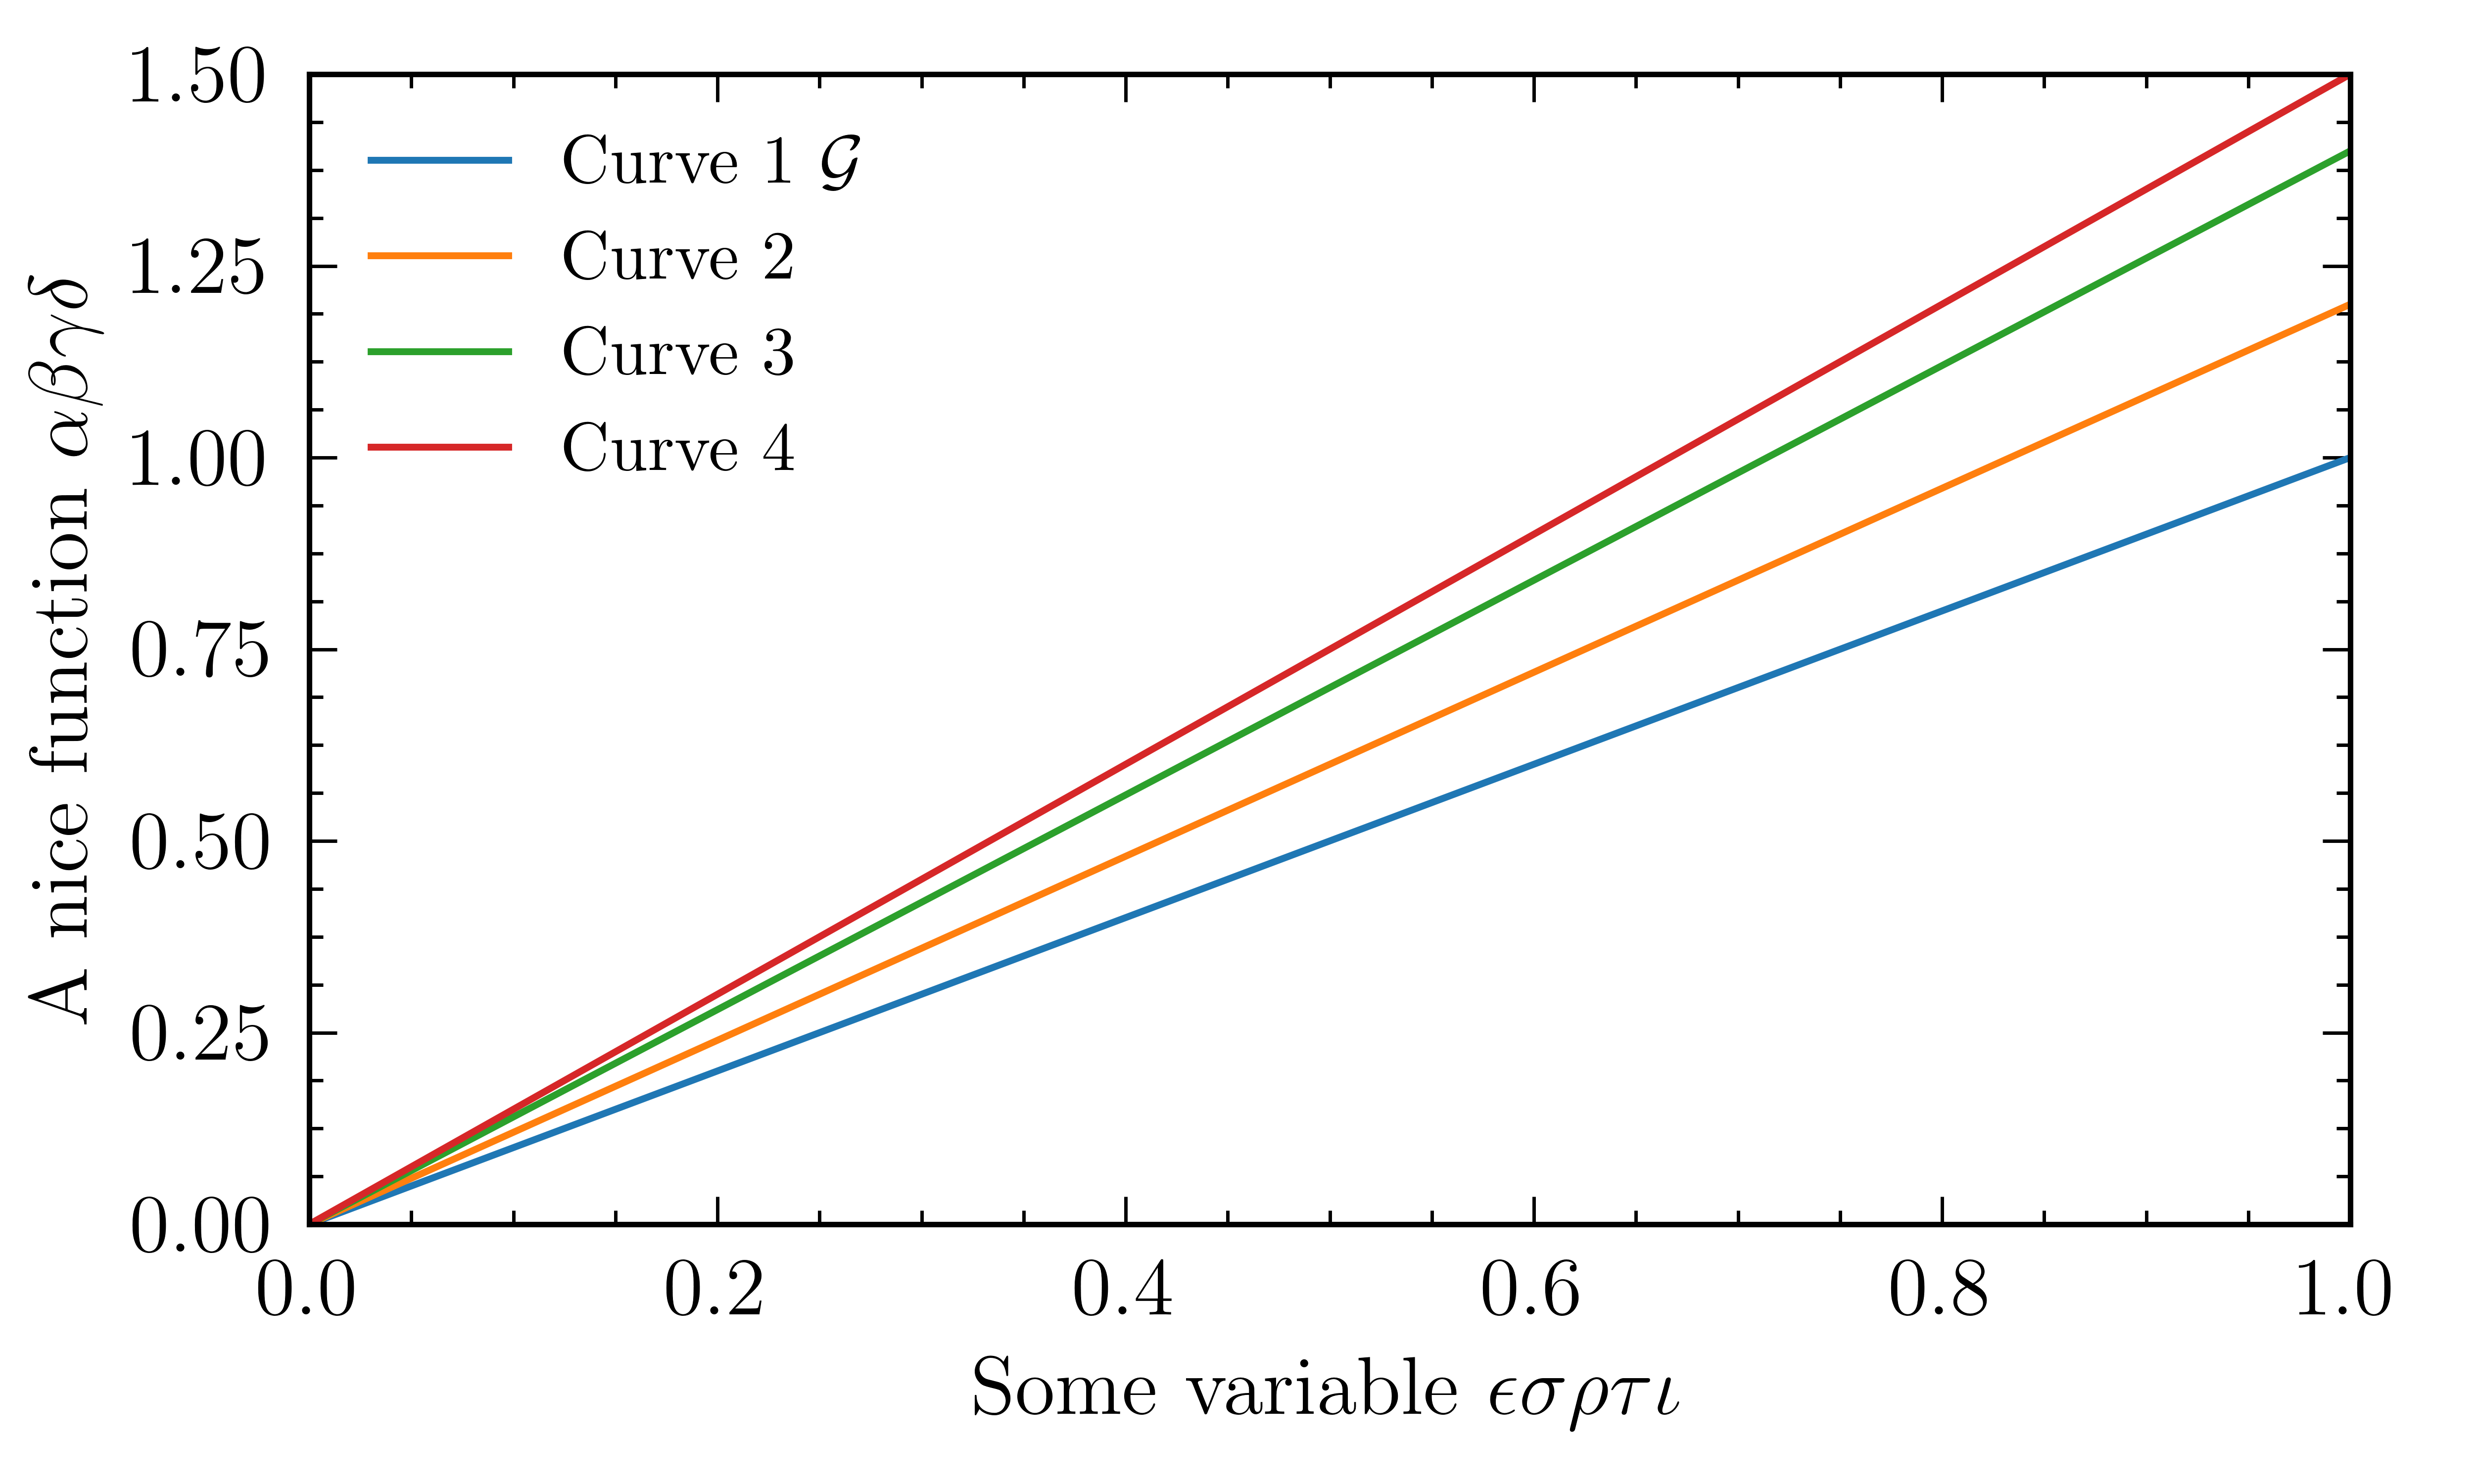 1.50
1.25
1.00
0.75
0.50
0.25
0.00
A nice function αβγδ
Curve 1 𝒢
Curve 2
Curve 3
Curve 4
0.0 0.2 0.4 0.6 0.8 1.0
Some variable ϵσρτι